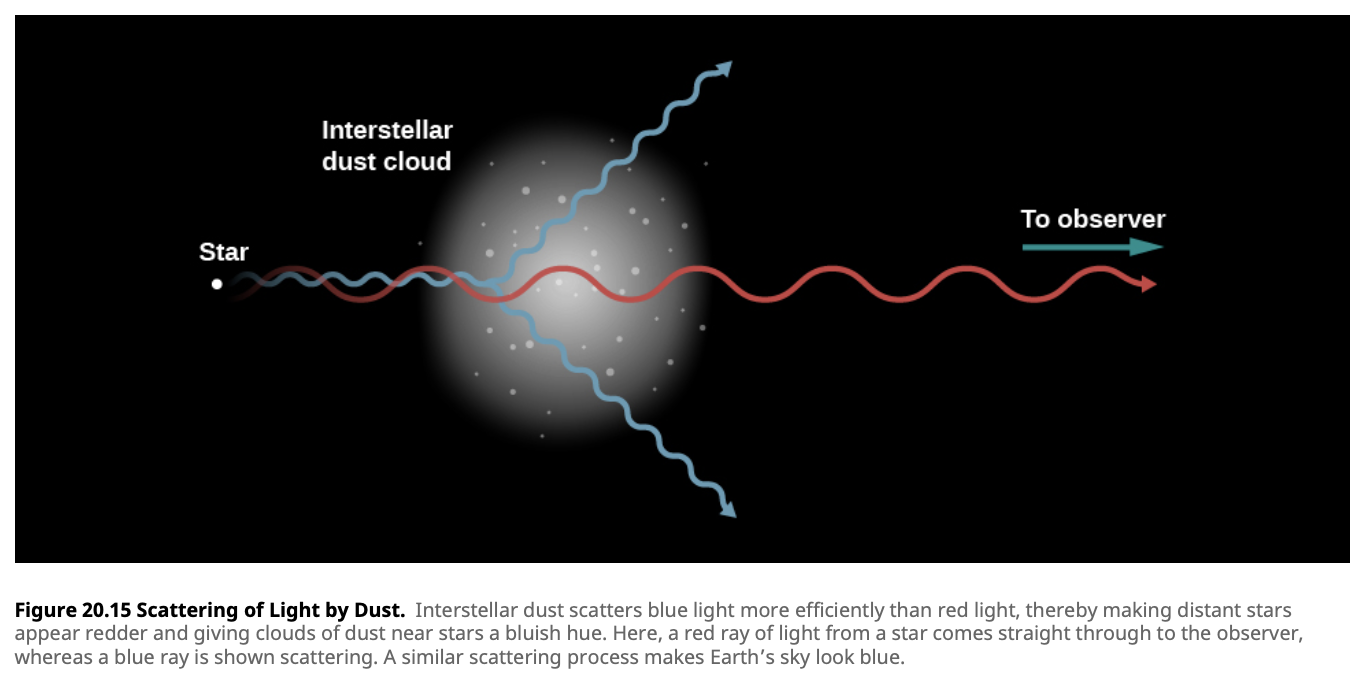 Interstellar
dust cloud
To observer
Star
Figure 20.15 Scattering of Light by Dust. Interstellar dust scatters blue light more efficiently than red light, thereby making distant stars
appear redder and giving clouds of dust near stars a bluish hue. Here, a red ray of light from a star comes straight through to the observer,
whereas a blue ray is shown scattering. A similar scattering process makes Earth’s sky look blue.